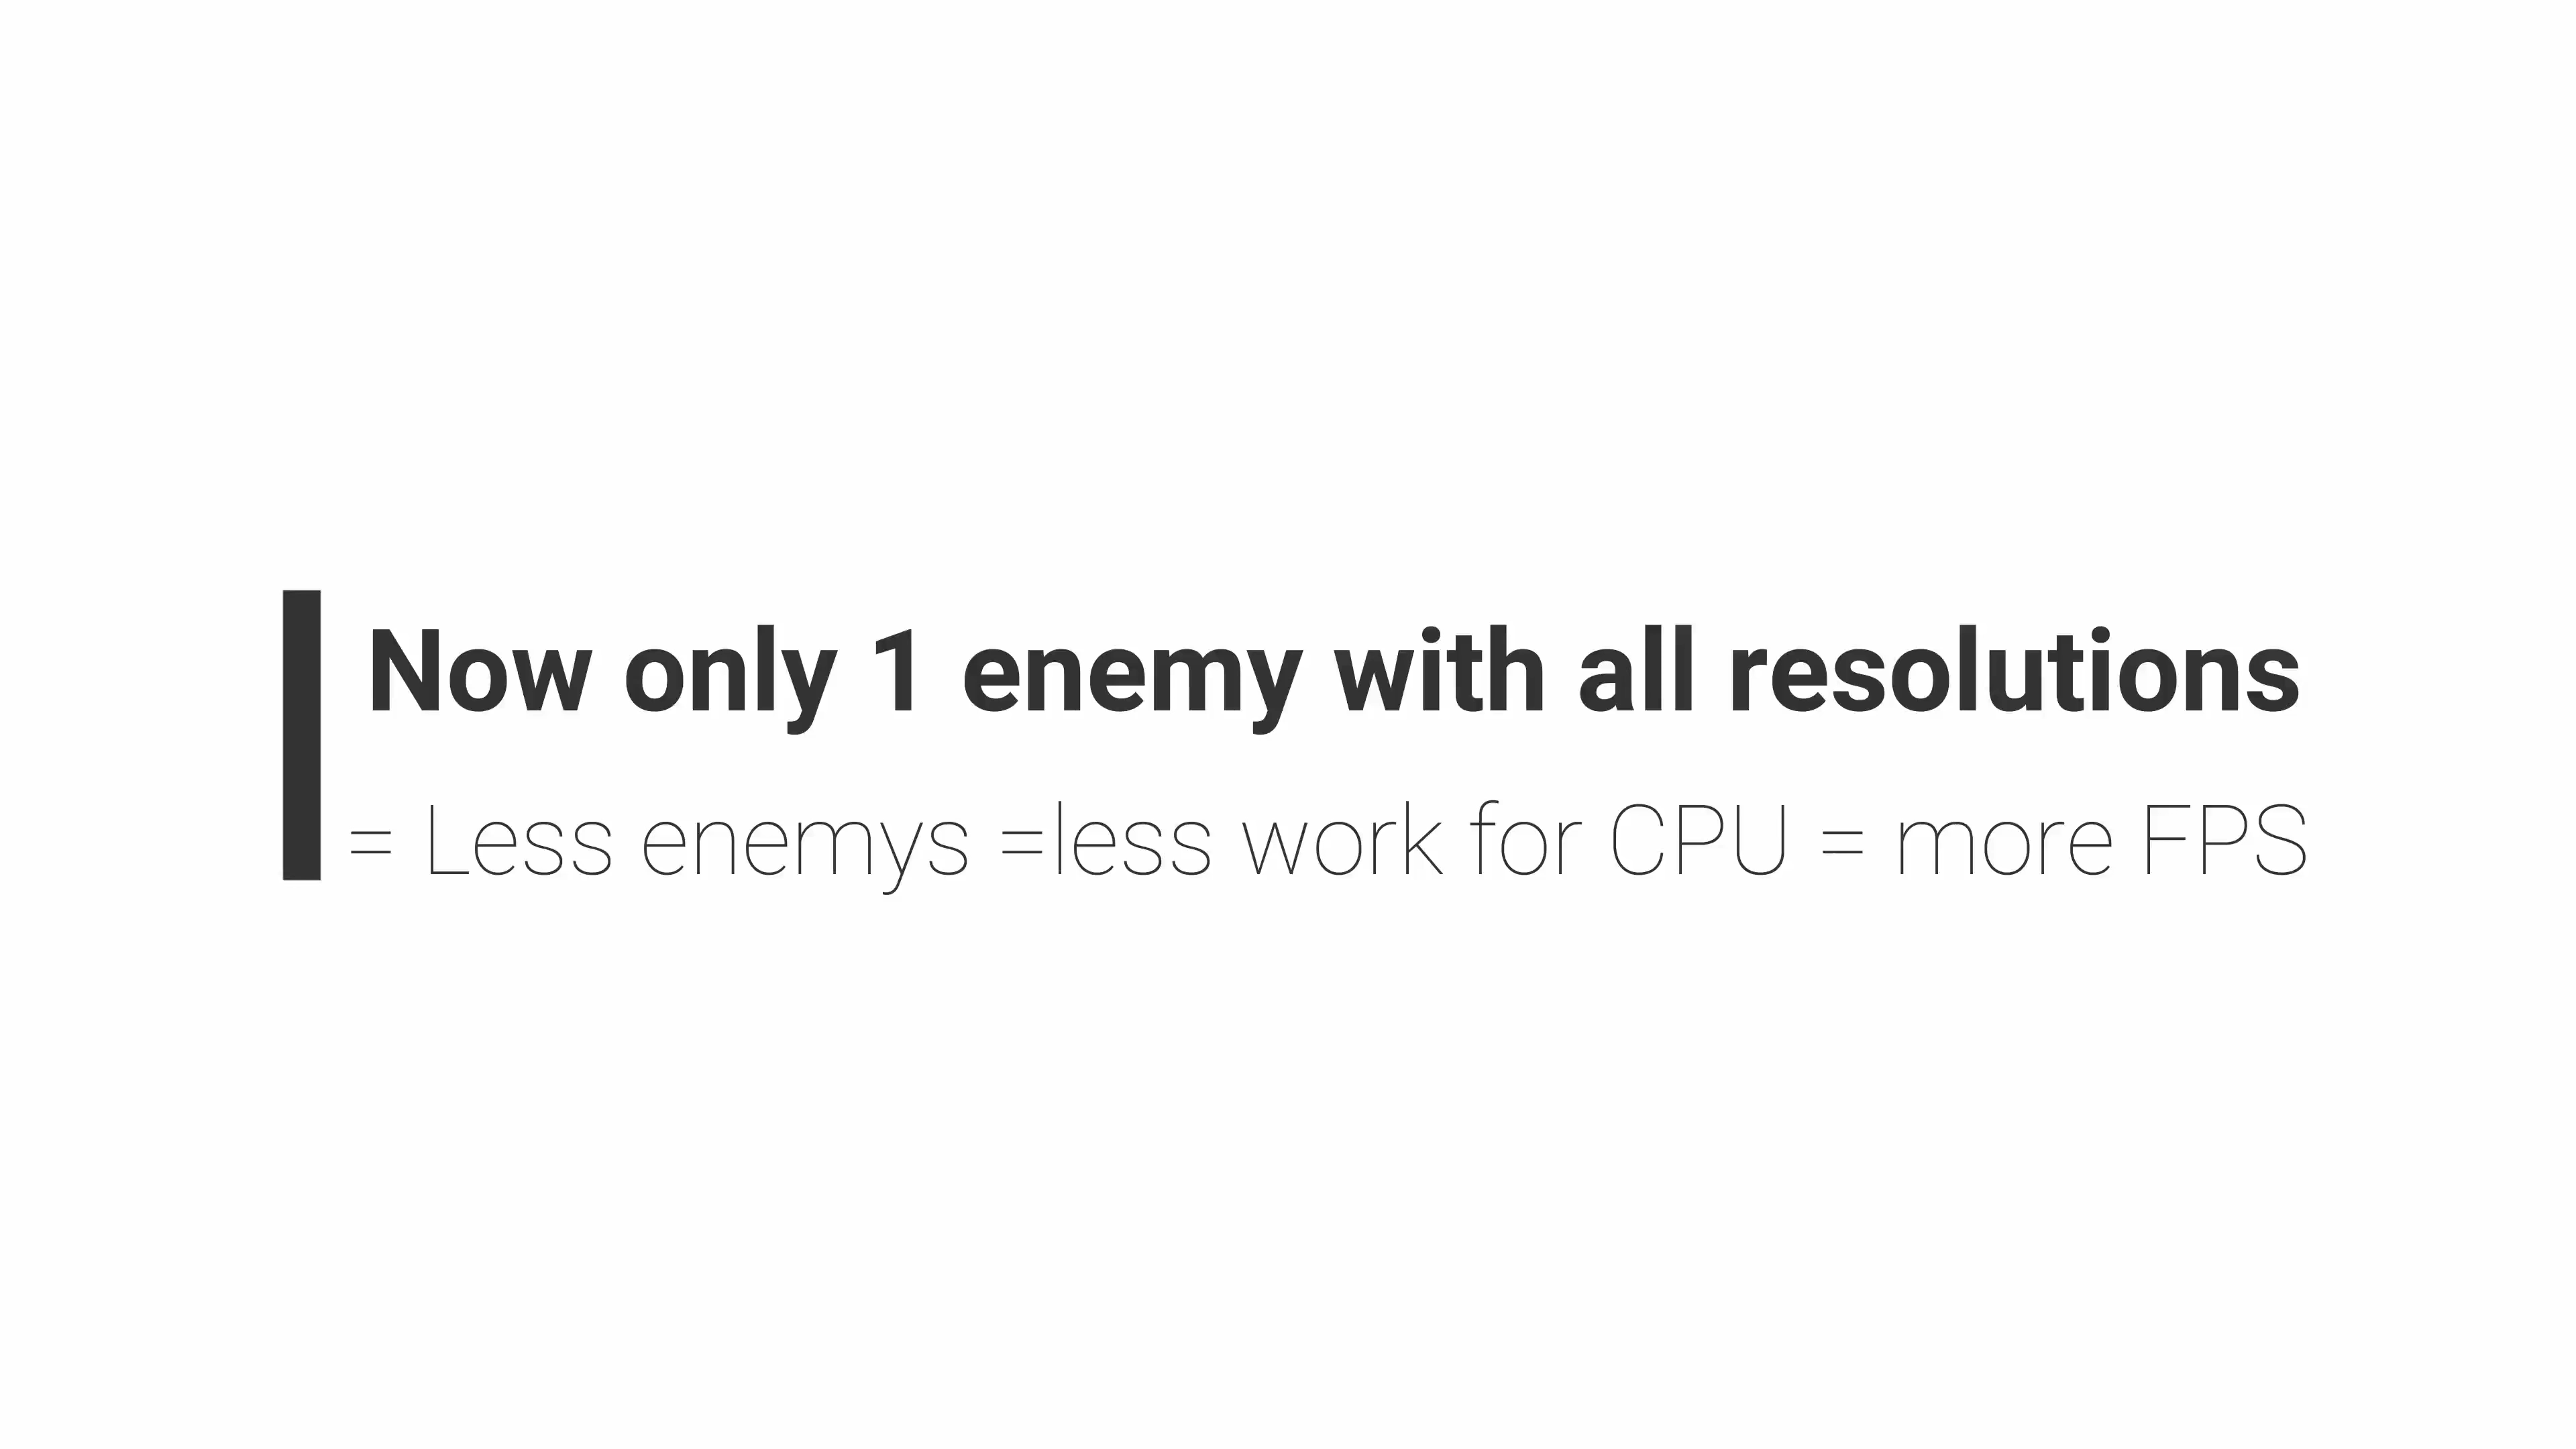 Now only 1 enemy with all resolutions
= Less enemys =less work for CPU = more FPS